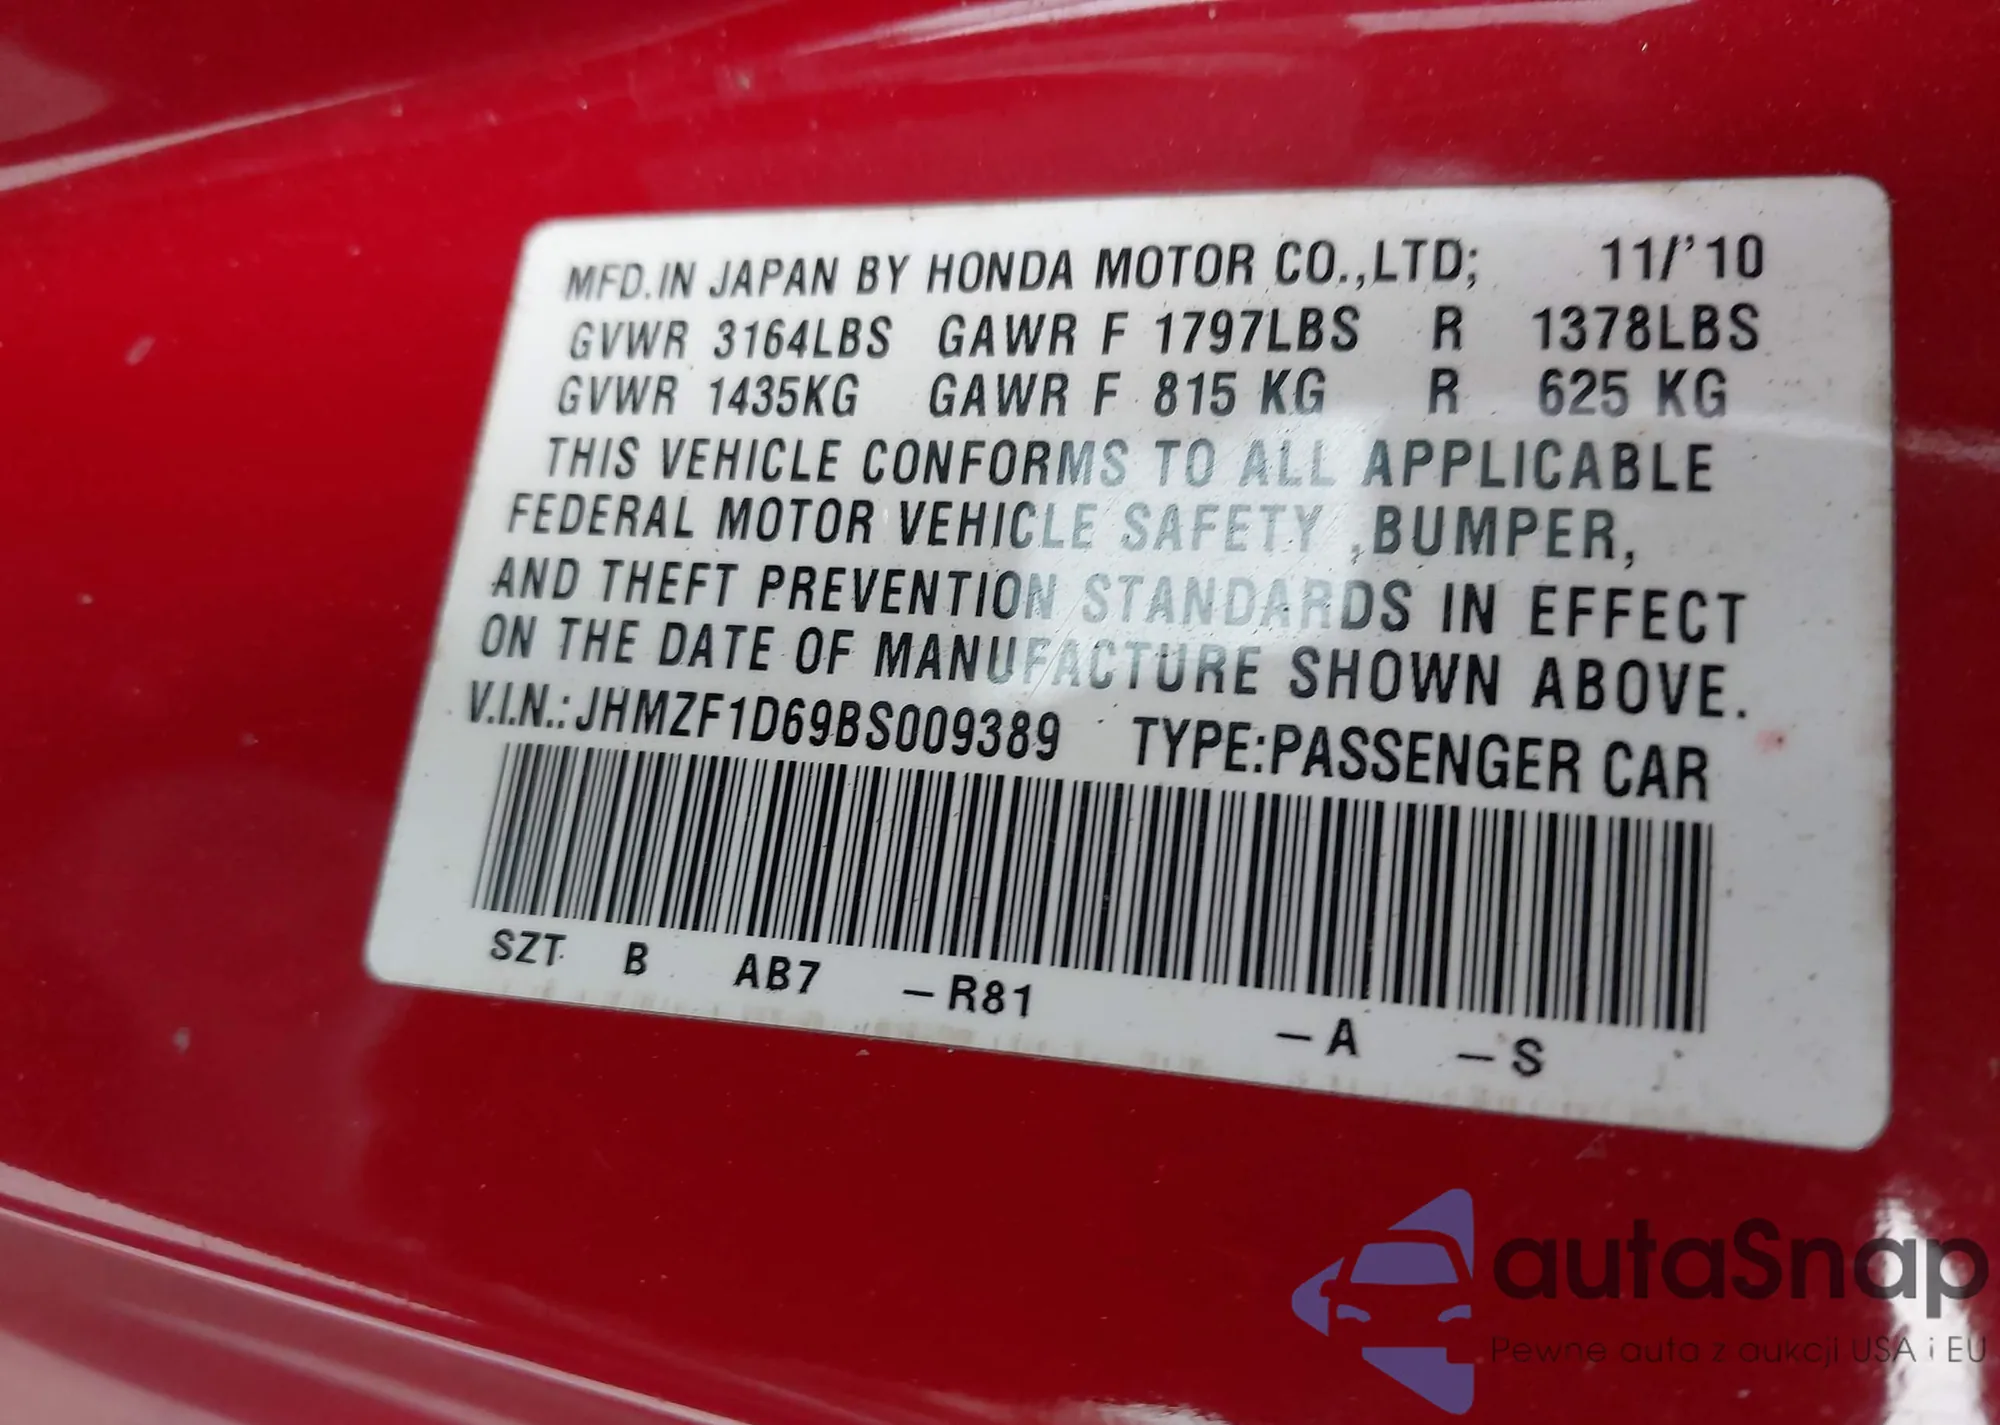 MFD.IN JAPAN BY HONDA MOTOR CO.,LTD; 11/'10
GVWR 3164LBS GAWR F 1797LBS R 1378LBS
GVWR 1435KG GAWR F 815 KG R 625 KG
THIS VEHICLE CONFORMS TO ALL APPLICABLE
FEDERAL MOTOR VEHICLE SAFETY ,BUMPER,
AND THEFT PREVENTION STANDARDS IN EFFECT
ON THE DATE OF MANUFACTURE SHOWN ABOVE.
V.I.N.:JHMZF1D69BS009389 TYPE:PASSENGER CAR
SZT B AB7 –R81 –A –S
autaSnap
Pewne auta z aukcji USA i EU